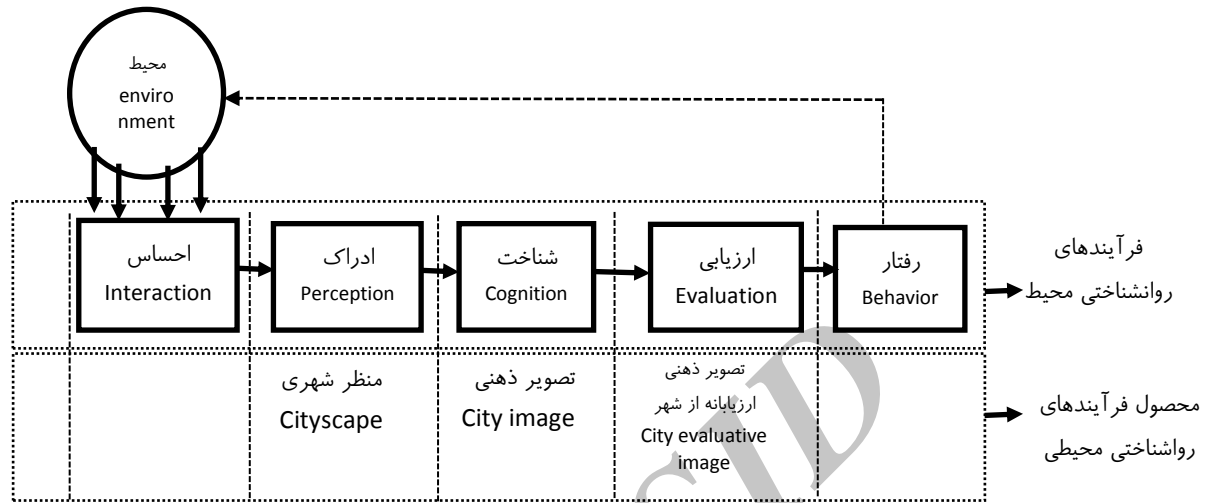 محیط
enviro
nment
احساس
Interaction
ادراک
Perception
شناخت
Cognition
ارزیابی
Evaluation
رفتار
Behavior
فرآیندهای
روانشناختی محیط
منظر شهری
Cityscape
تصویر ذهنی
City image
تصویر ذهنی
ارزیابانه از شهر
City evaluative
image
محصول فرآیندهای
رواشناختی محیطی
SID